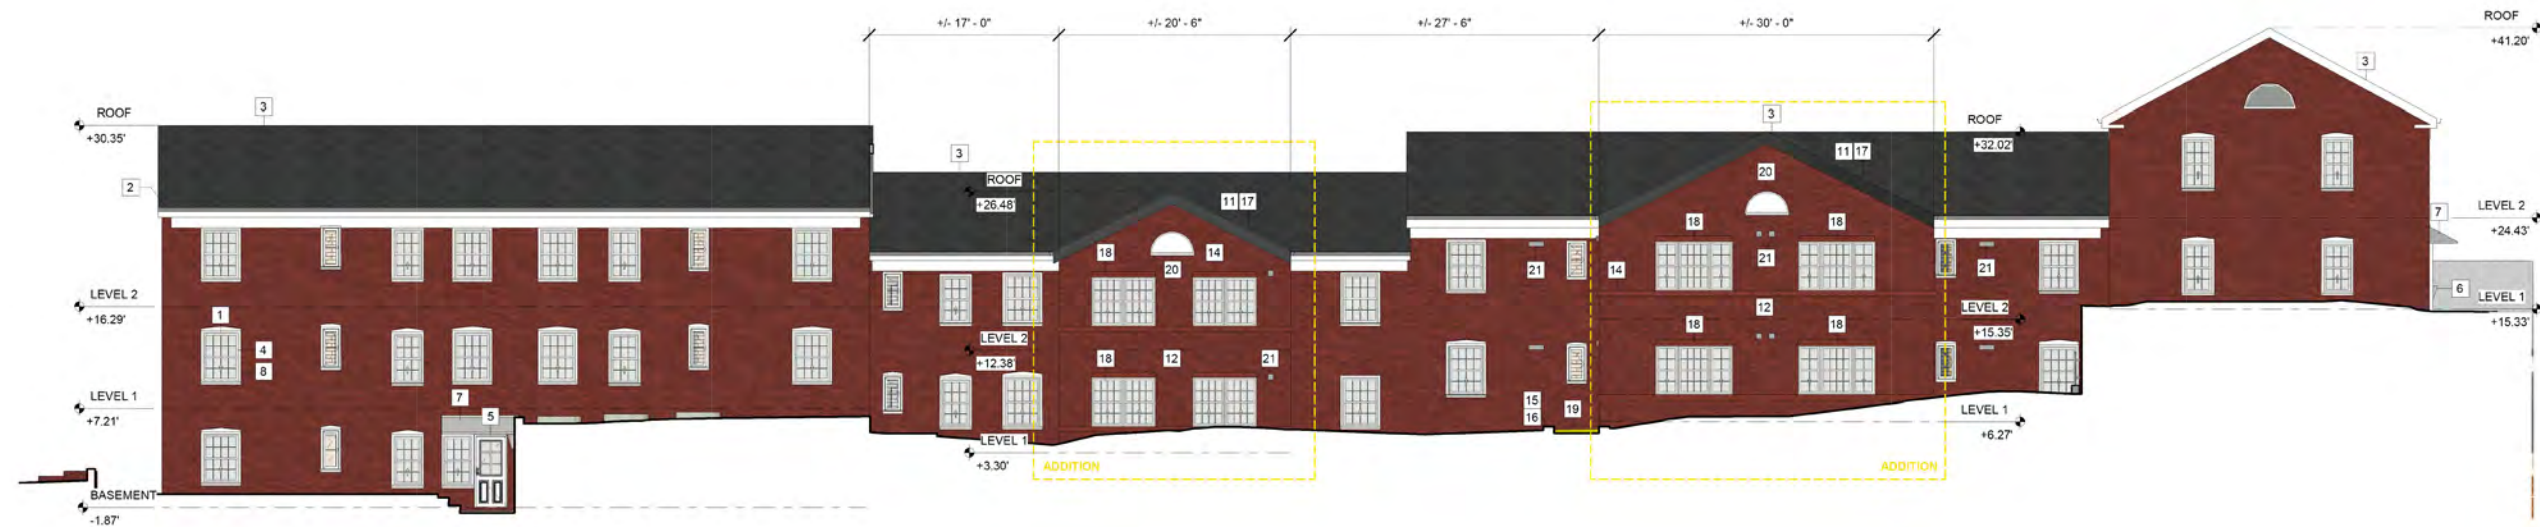 +/- 17' - 0"
+/- 20' - 6"
+/- 27' - 6"
+/- 30' - 0"
ROOF
+41.20'
3
ROOF
+30.35'
3
2
3
ROOF
+26.48'
11 17
3
11 17
ROOF
+32.02'
20
LEVEL 2
+24.43'
7
18
14
20
18
18
21
14
21
21
LEVEL 2
+16.29'
1
4
8
LEVEL 2
+12.38'
18
12
21
12
18
18
LEVEL 2
+15.35'
6
LEVEL 1
+15.33'
LEVEL 1
+7.21'
7
5
15
16
19
LEVEL 1
+6.27'
LEVEL 1
+3.30'
ADDITION
ADDITION
BASEMENT
-1.87'